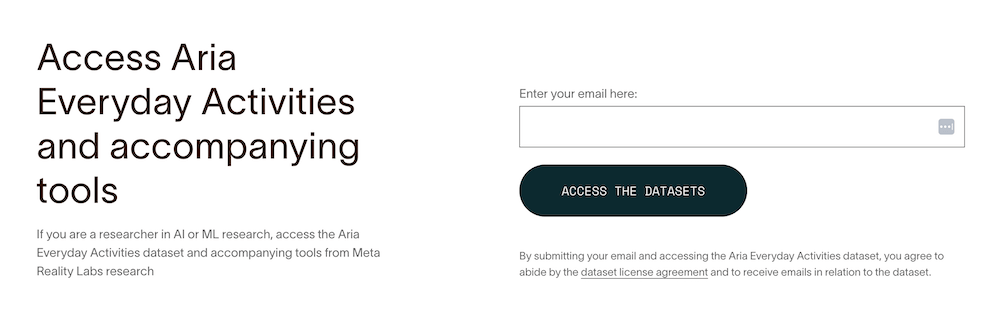 Access Aria
Everyday Activities
and accompanying
tools
If you are a researcher in AI or ML research, access the Aria
Everyday Activities dataset and accompanying tools from Meta
Reality Labs research
Enter your email here:
ACCESS THE DATASETS
By submitting your email and accessing the Aria Everyday Activities dataset, you agree to
abide by the dataset license agreement and to receive emails in relation to the dataset.